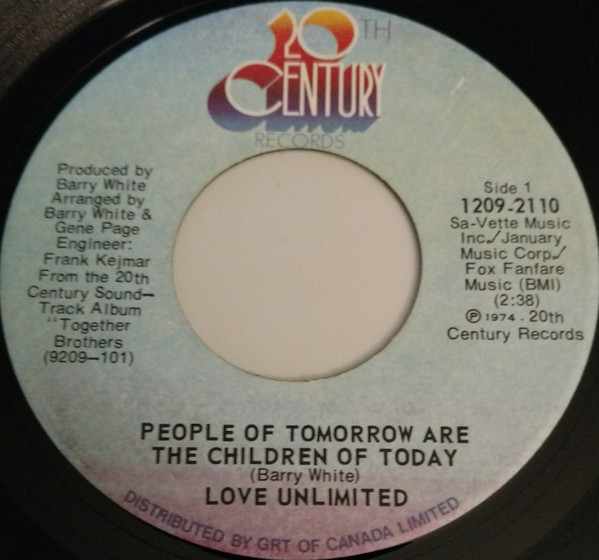 20TH
CENTURY
RECORDS
Produced by
Barry White
Arranged by
Barry White &
Gene Page
Engineer:
Frank Kejmar
From the 20th
Century Sound—
Track Album
"Together
Brothers
(9209—101)
Side 1
1209-2110
Sa-Vette Music
Inc./January
Music Corp/
Fox Fanfare
Music (BMI)
(2:38)
℗ 1974 . 20th
Century Records
PEOPLE OF TOMORROW ARE
THE CHILDREN OF TODAY
(Barry White)
LOVE UNLIMITED
DISTRIBUTED BY GRT OF CANADA LIMITED